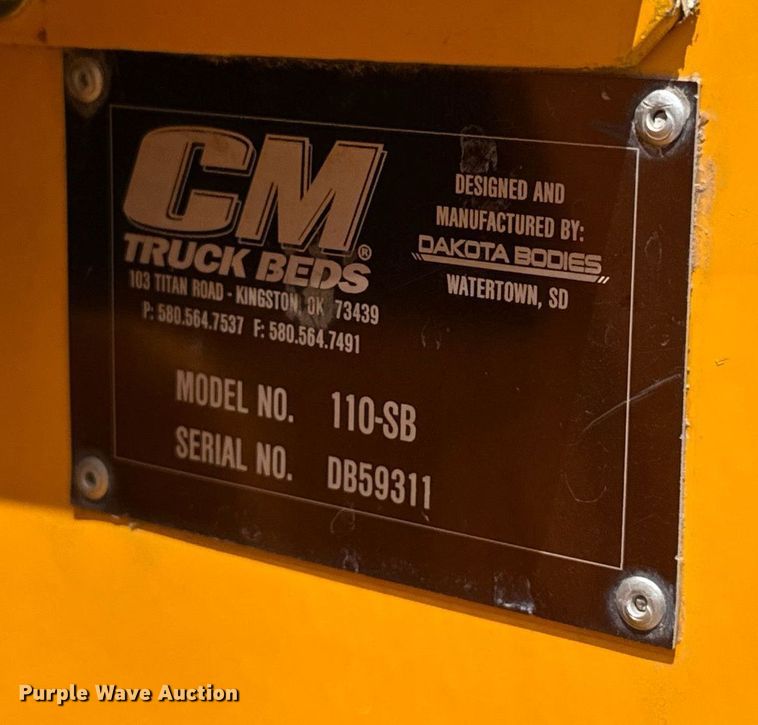 CM
TRUCK BEDS®
103 TITAN ROAD - KINGSTON, OK 73439
P: 580.564.7537 F: 580.564.7491
DESIGNED AND
MANUFACTURED BY:
DAKOTA BODIES
WATERTOWN, SD
MODEL NO. 110-SB
SERIAL NO. DB59311
Purple Wave Auction